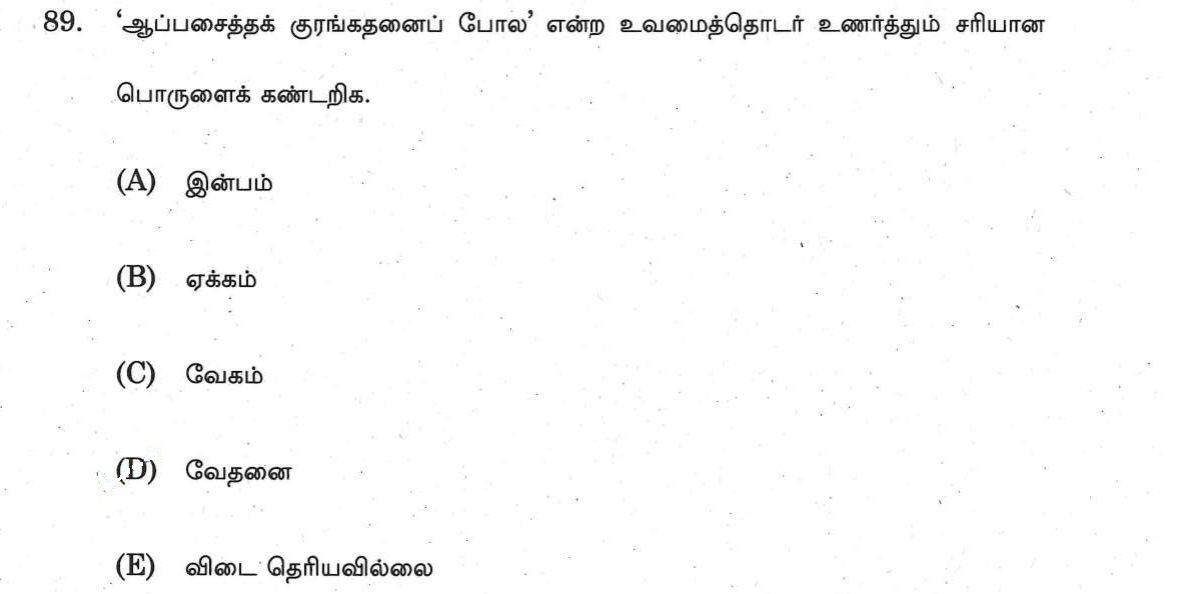 89. ‘ஆப்பசைத்தக் குரங்கதனைப் போல’ என்ற உவமைத்தொடர் உணர்த்தும் சரியான
பொருளைக் கண்டறிக.
(A) இன்பம்
(B) ஏக்கம்
(C) வேகம்
(D) வேதனை
(E) விடை தெரியவில்லை